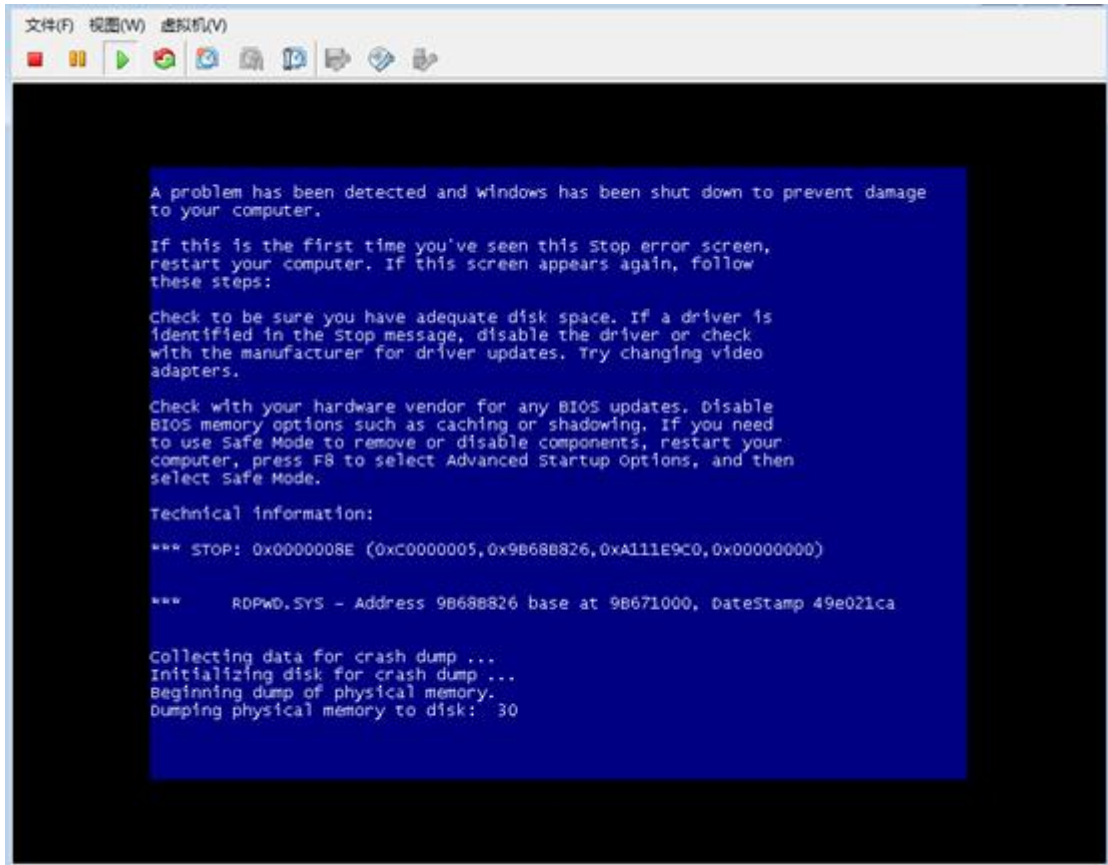 文件(F) 视图(W) 虚拟机(V)
A problem has been detected and Windows has been shut down to prevent damage
to your computer.
If this is the first time you've seen this Stop error screen,
restart your computer. If this screen appears again, follow
these steps:
Check to be sure you have adequate disk space. If a driver is
identified in the Stop message, disable the driver or check
with the manufacturer for driver updates. Try changing video
adapters.
Check with your hardware vendor for any BIOS updates. Disable
BIOS memory options such as caching or shadowing. If you need
to use Safe Mode to remove or disable components, restart your
computer, press F8 to select Advanced Startup Options, and then
select Safe Mode.
Technical information:
*** STOP: 0x0000008E (0xC0000005,0x9B68B826,0xA111E9C0,0x00000000)
*** RDPWD.SYS - Address 9B68B826 base at 9B671000, DateStamp 49e021ca
Collecting data for crash dump ...
Initializing disk for crash dump ...
Beginning dump of physical memory.
Dumping physical memory to disk: 30